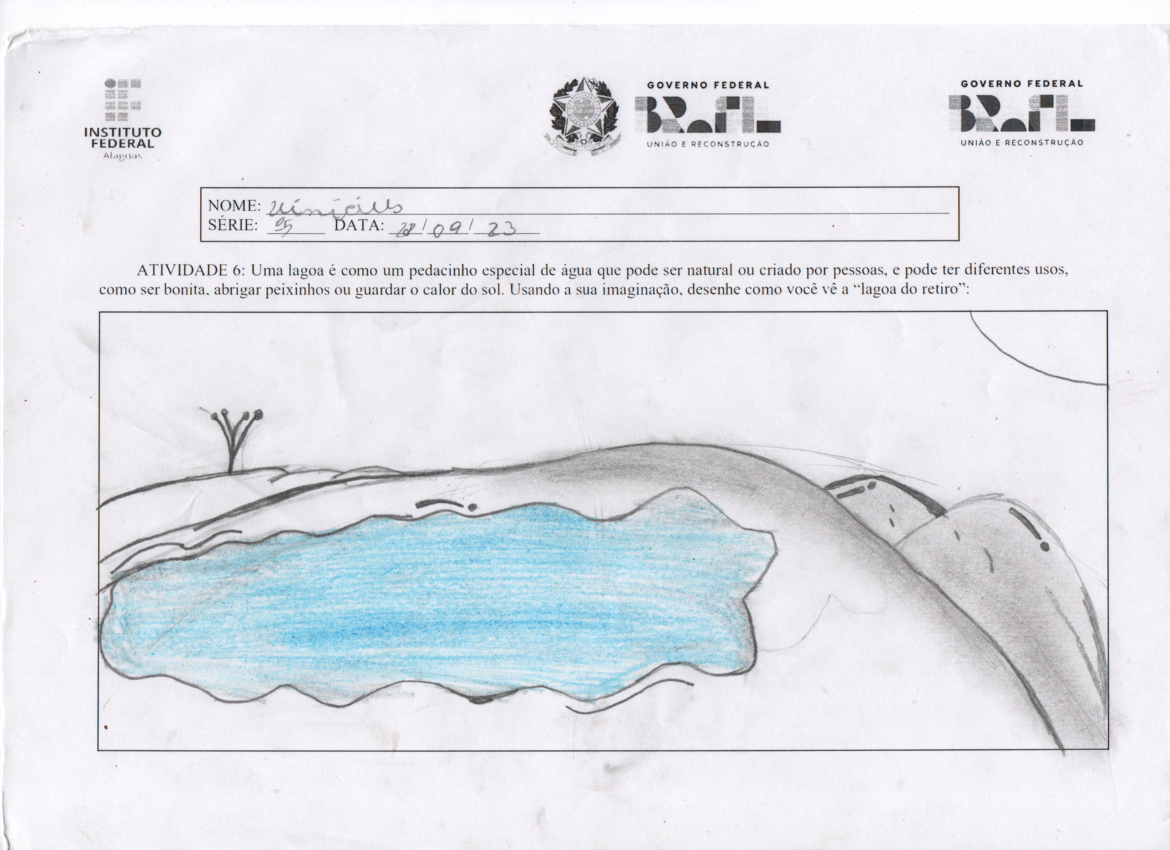 INSTITUTO
FEDERAL
Alagoas
GOVERNO FEDERAL
BRASIL
UNIÃO E RECONSTRUÇÃO
GOVERNO FEDERAL
BRASIL
UNIÃO E RECONSTRUÇÃO
NOME: Vinícius
SÉRIE: DATA: /09/23
ATIVIDADE 6: Uma lagoa é como um pedacinho especial de água que pode ser natural ou criado por pessoas, e pode ter diferentes usos,
como ser bonita, abrigar peixinhos ou guardar o calor do sol. Usando a sua imaginação, desenhe como você vê a “lagoa do retiro”: